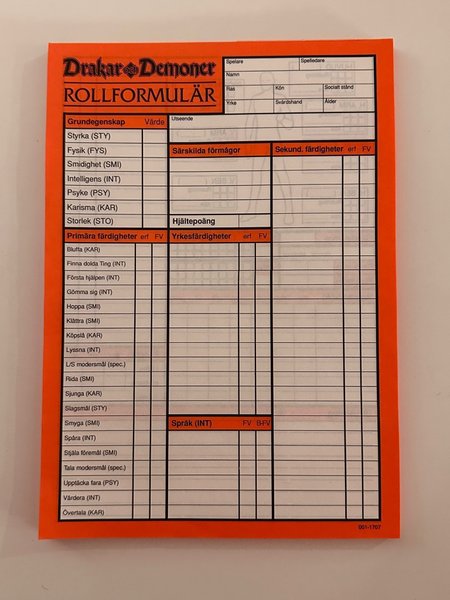 Drakar och Demoner
ROLLFORMULÄR
Spelare
Spelledare
Namn
Ras
Kön
Socialt stånd
Yrke
Svärdshand
Ålder
Grundegenskap Värde
Styrka (STY)
Fysik (FYS)
Smidighet (SMI)
Intelligens (INT)
Psyke (PSY)
Karisma (KAR)
Storlek (STO)
Utseende
Särskilda förmågor
Hjältepoäng
Sekund. färdigheter erf FV
Primära färdigheter erf FV
Bluffa (KAR)
Finna dolda Ting (INT)
Första hjälpen (INT)
Gömma sig (INT)
Hoppa (SMI)
Klättra (SMI)
Köpslå (KAR)
Lyssna (INT)
L/S modersmål (spec.)
Rida (SMI)
Sjunga (KAR)
Slagsmål (STY)
Smyga (SMI)
Spåra (INT)
Stjäla föremål (SMI)
Tala modersmål (spec.)
Upptäcka fara (PSY)
Värdera (INT)
Övertala (KAR)
Yrkesfärdigheter erf FV
Språk (INT) FV B-FV
001-1707